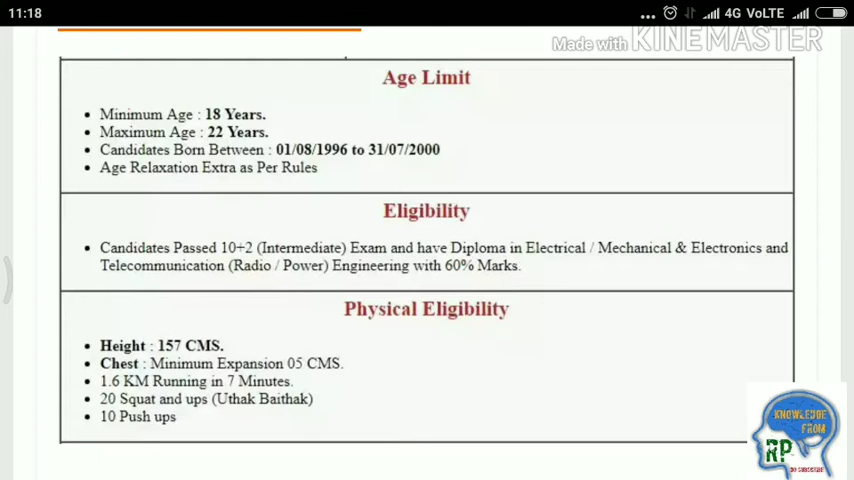 11:18
4G VoLTE
Made with KINEMASTER
Age Limit
Minimum Age : 18 Years.
Maximum Age : 22 Years.
Candidates Born Between : 01/08/1996 to 31/07/2000
Age Relaxation Extra as Per Rules
Eligibility
Candidates Passed 10+2 (Intermediate) Exam and have Diploma in Electrical / Mechanical & Electronics and
Telecommunication (Radio / Power) Engineering with 60% Marks.
Physical Eligibility
Height : 157 CMS.
Chest : Minimum Expansion 05 CMS.
1.6 KM Running in 7 Minutes.
20 Squat and ups (Uthak Baithak)
10 Push ups
KNOWLEDGE
FROM
RP